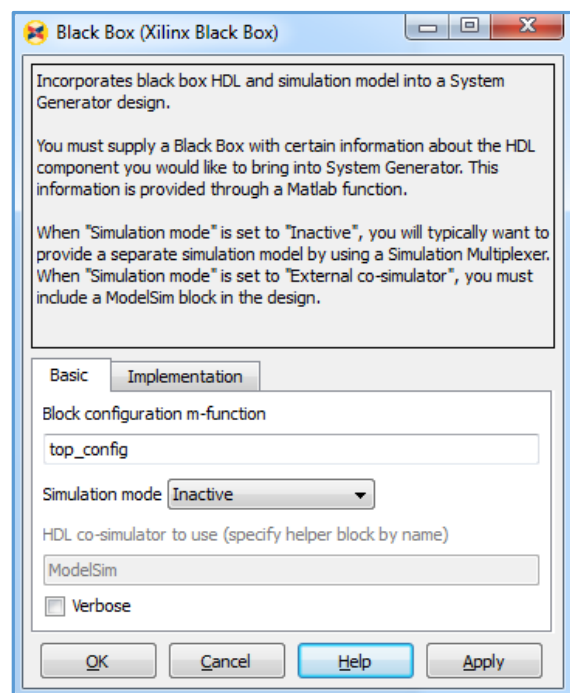 Black Box (Xilinx Black Box)
Incorporates black box HDL and simulation model into a System
Generator design.
You must supply a Black Box with certain information about the HDL
component you would like to bring into System Generator. This
information is provided through a Matlab function.
When "Simulation mode" is set to "Inactive", you will typically want to
provide a separate simulation model by using a Simulation Multiplexer.
When "Simulation mode" is set to "External co-simulator", you must
include a ModelSim block in the design.
Basic Implementation
Block configuration m-function
top_config
Simulation mode Inactive
HDL co-simulator to use (specify helper block by name)
ModelSim
Verbose
OK Cancel Help Apply